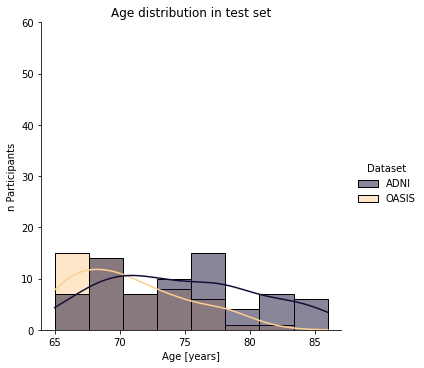 Age distribution in test set
60
50
40
30
20
10
0
n Participants
65 70 75 80 85
Age [years]
Dataset
ADNI
OASIS